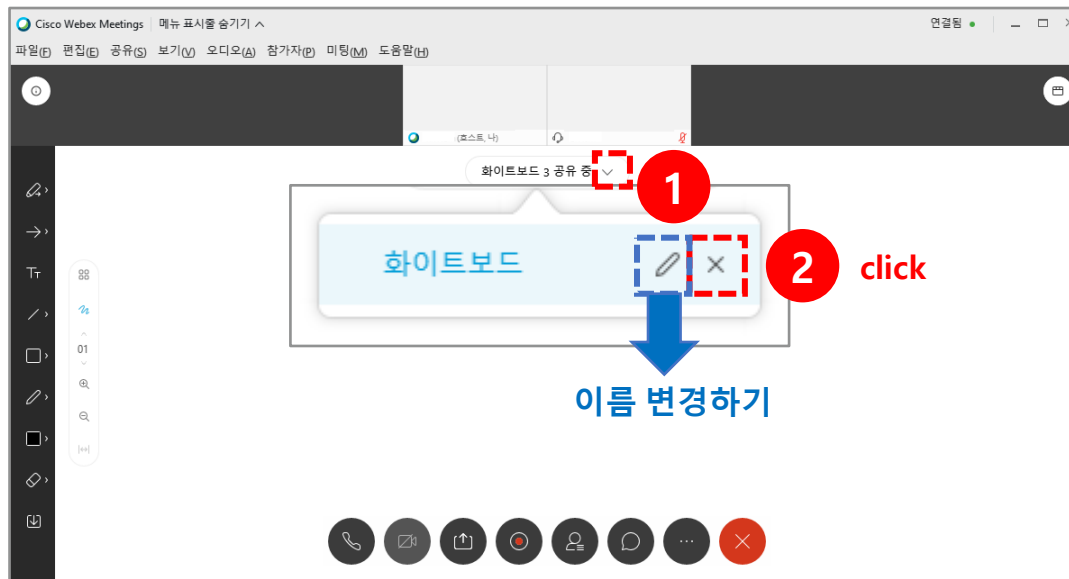 Cisco Webex Meetings 메뉴 표시줄 숨기기 연결됨
파일(F) 편집(E) 공유(S) 보기(V) 오디오(A) 참가자(P) 미팅(M) 도움말(H)
(호스트, 나)
화이트보드 3 공유 중
1
화이트보드
2 click
Tт
01
이름 변경하기